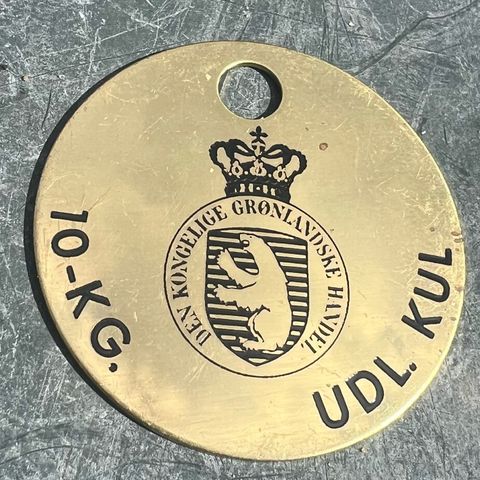 DEN KONGELIGE GRØNLANDSKE HANDEL
10-KG.
UDL. KUL